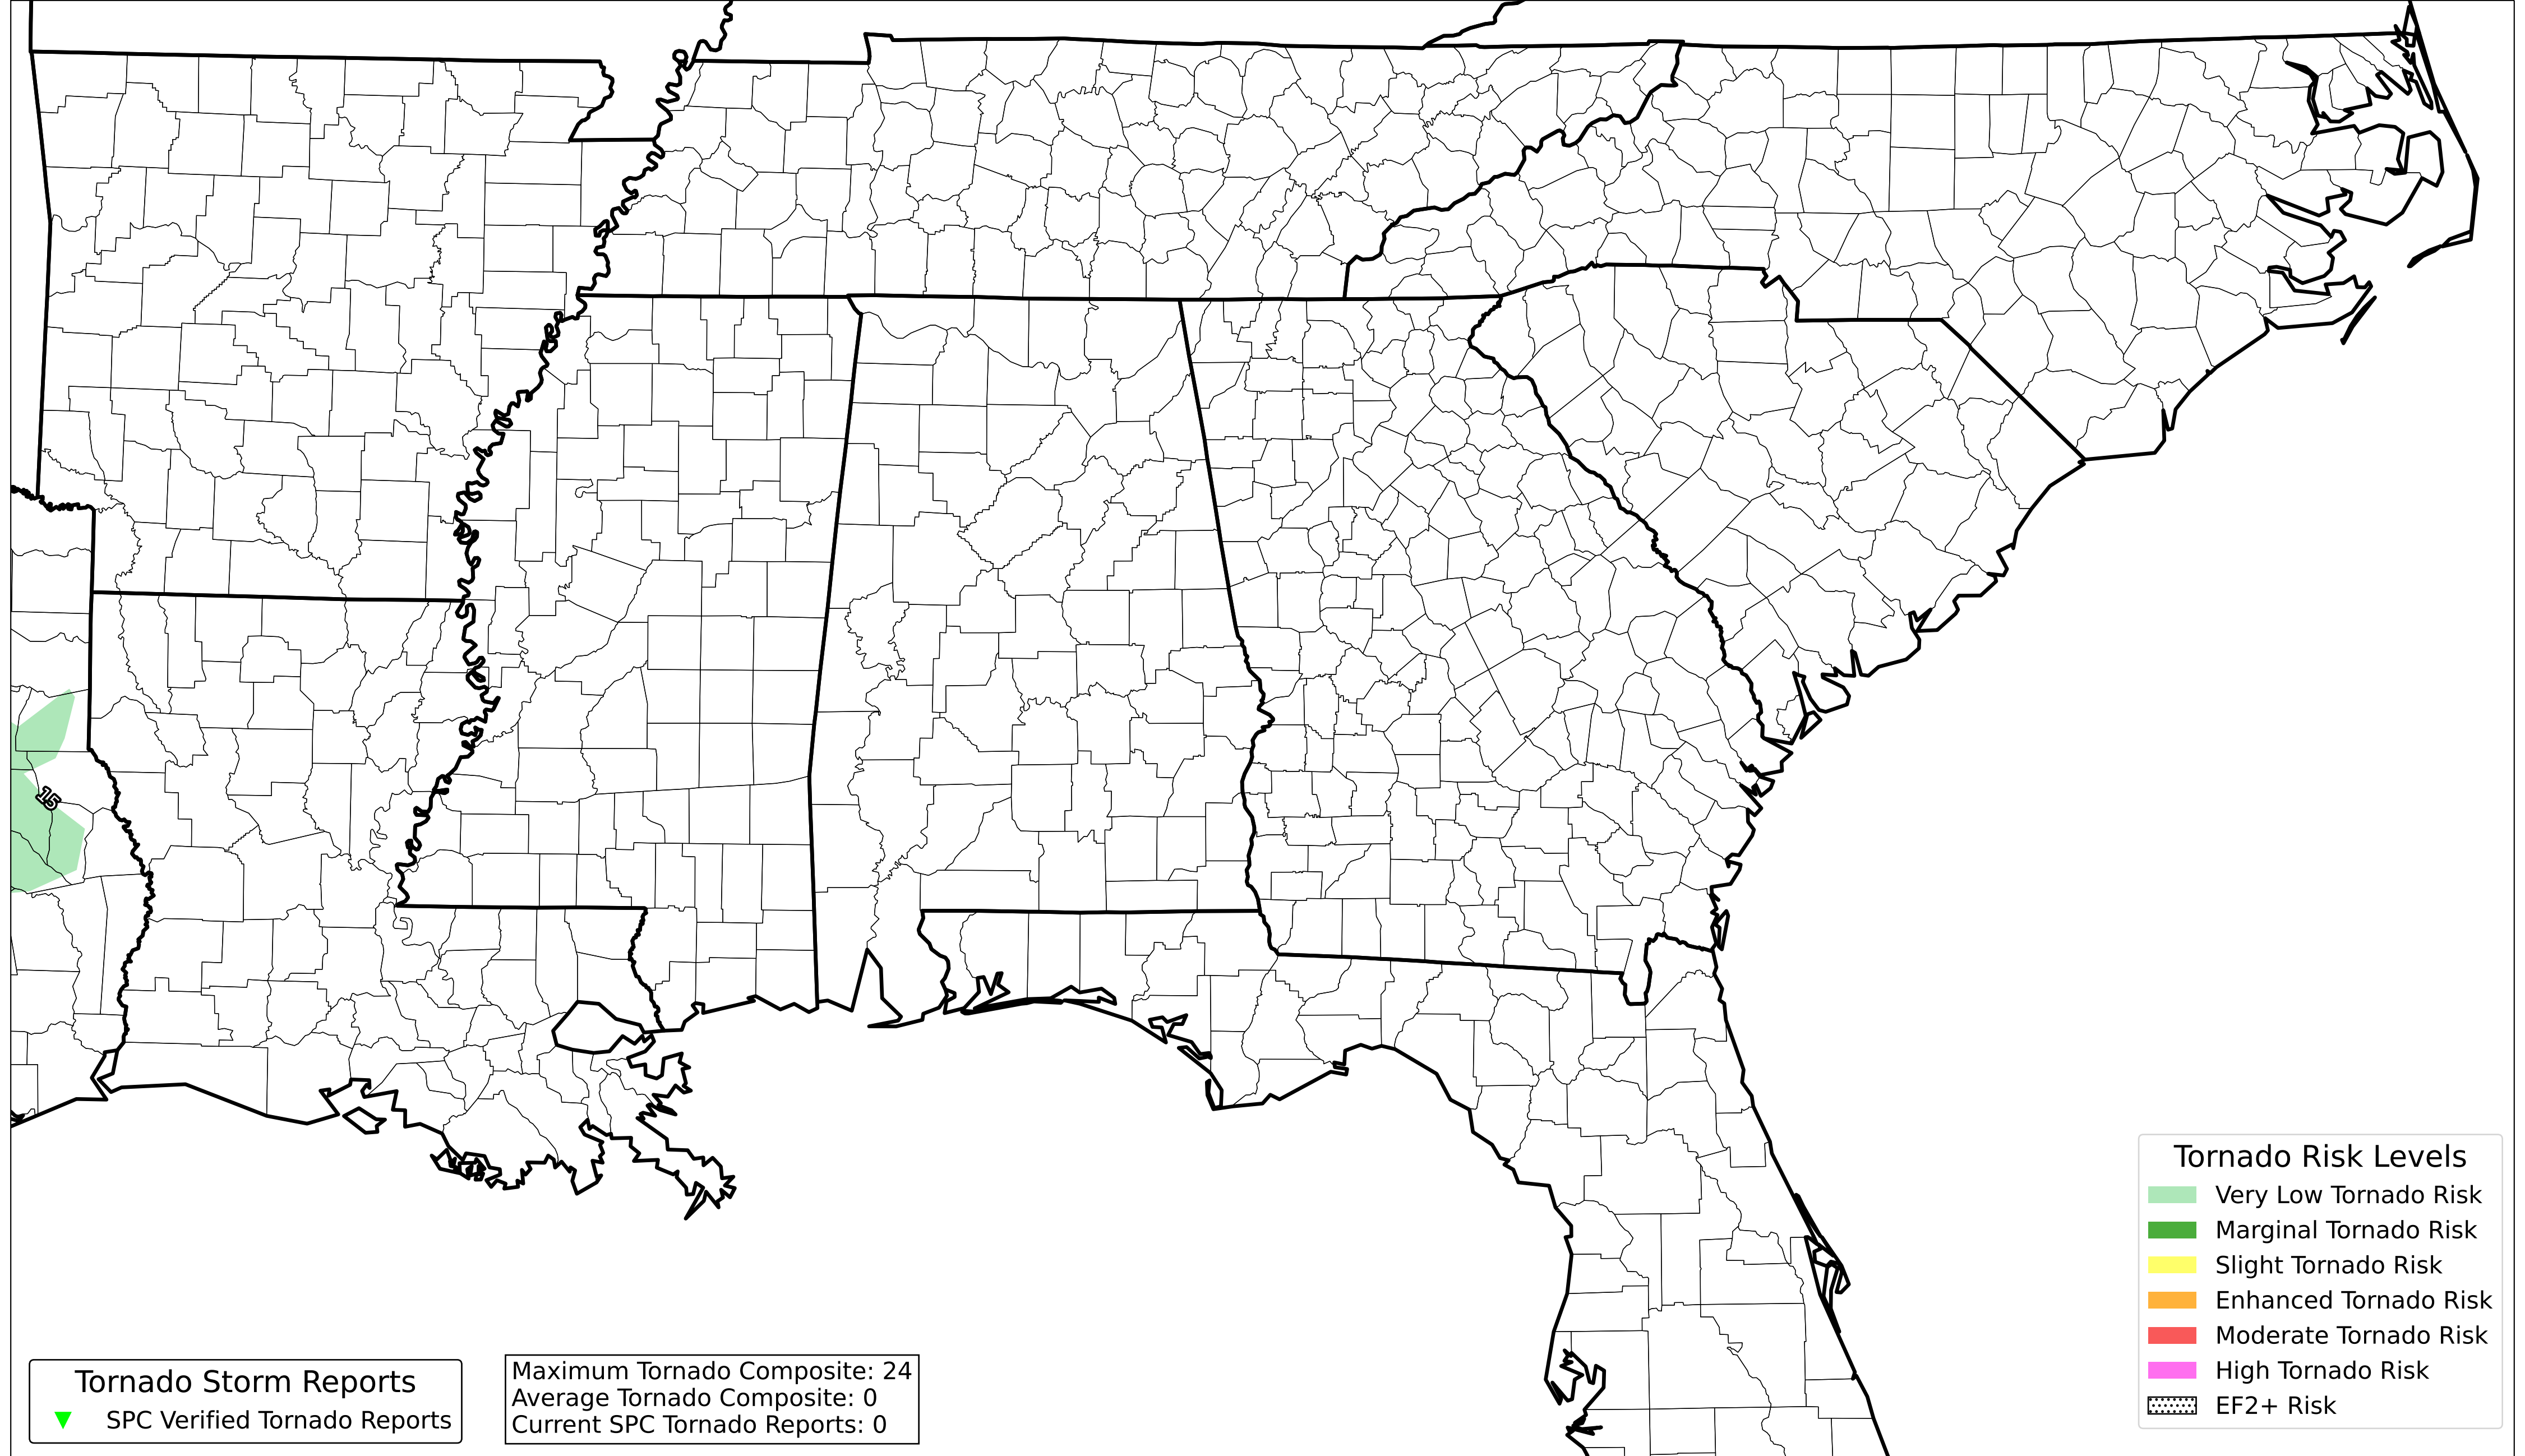 15
Tornado Storm Reports
SPC Verified Tornado Reports
Maximum Tornado Composite: 24
Average Tornado Composite: 0
Current SPC Tornado Reports: 0
Tornado Risk Levels
Very Low Tornado Risk
Marginal Tornado Risk
Slight Tornado Risk
Enhanced Tornado Risk
Moderate Tornado Risk
High Tornado Risk
EF2+ Risk